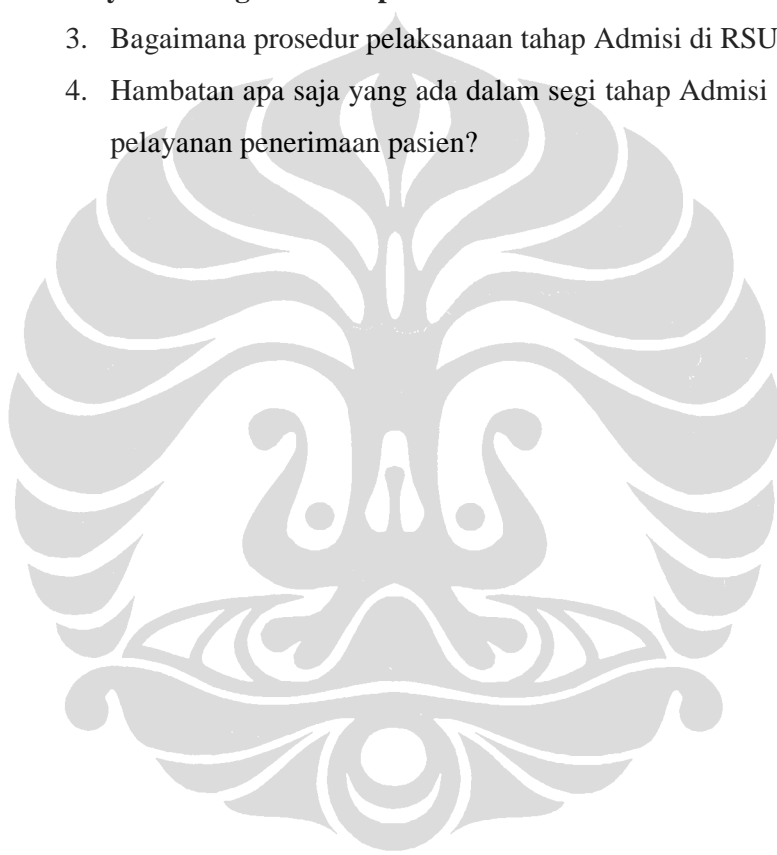 3. Bagaimana prosedur pelaksanaan tahap Admisi di RSU
4. Hambatan apa saja yang ada dalam segi tahap Admisi
pelayanan penerimaan pasien?